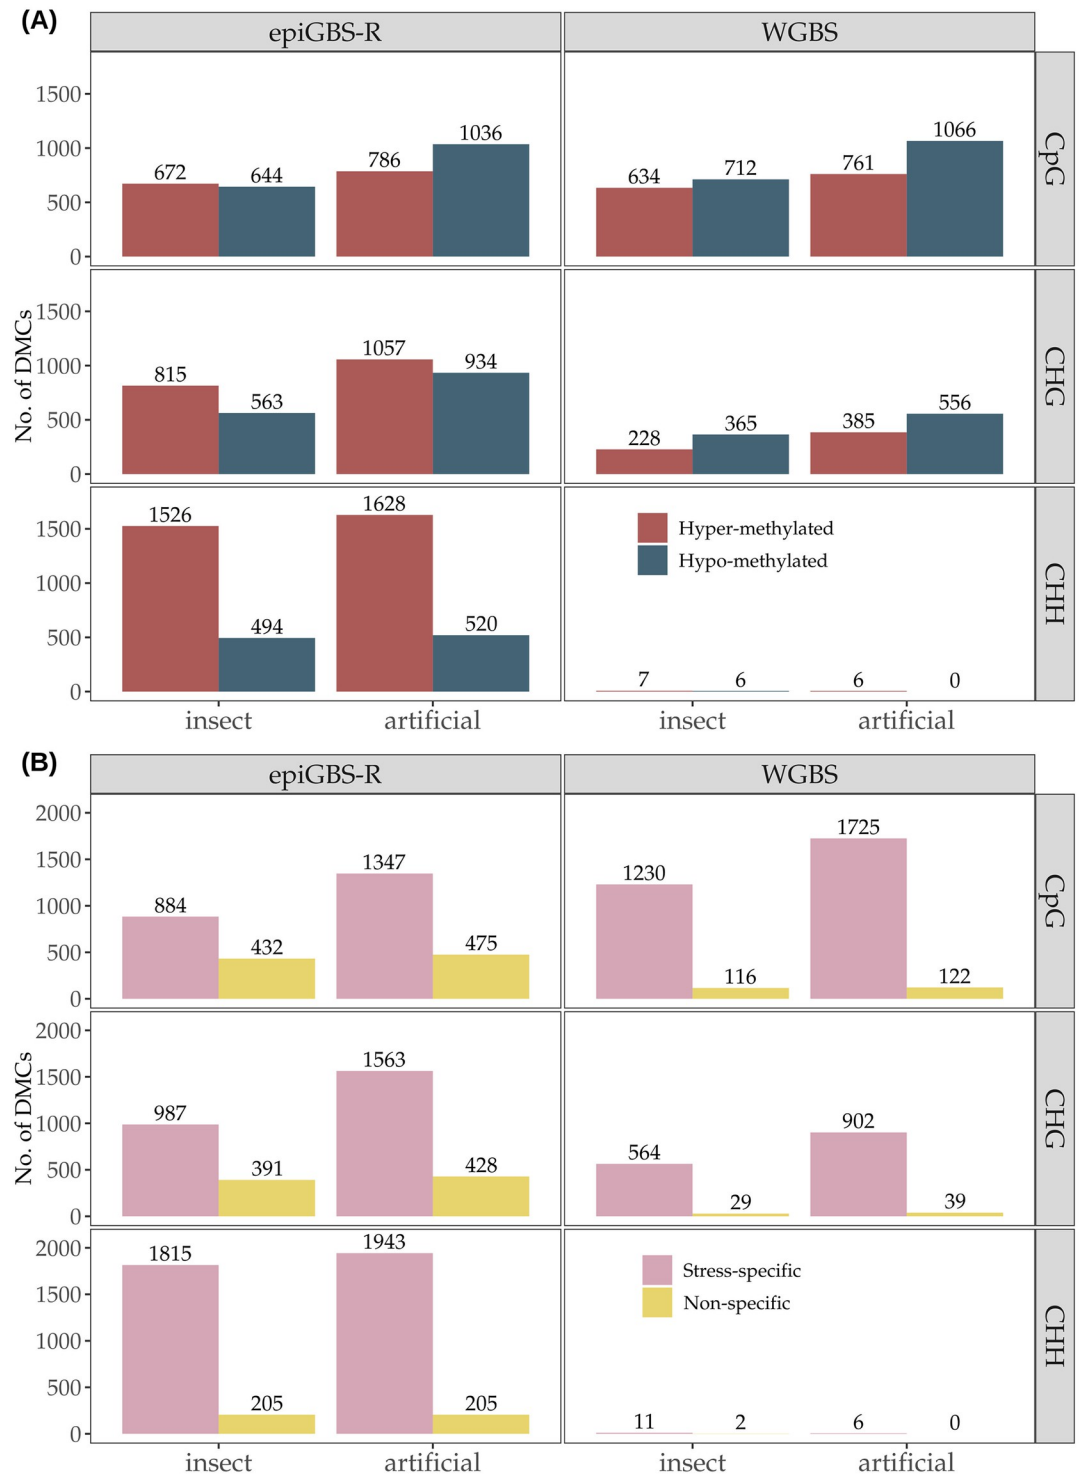 (A)
epiGBS-R WGBS
1500
1000
500
0
672 644 786 1036
634 712 761 1066
CpG
No. of DMCs
1500
1000
500
0
815 563 1057 934
228 365 385 556
CHG
1500
1000
500
0
1526 494 1628 520
Hyper-methylated
Hypo-methylated
7 6 6 0
CHH
insect artificial insect artificial
(B)
epiGBS-R WGBS
2000
1500
1000
500
0
884 432 1347 475
1230 116 1725 122
CpG
No. of DMCs
2000
1500
1000
500
0
987 391 1563 428
564 29 902 39
CHG
2000
1500
1000
500
0
1815 205 1943 205
Stress-specific
Non-specific
11 2 6 0
CHH
insect artificial insect artificial